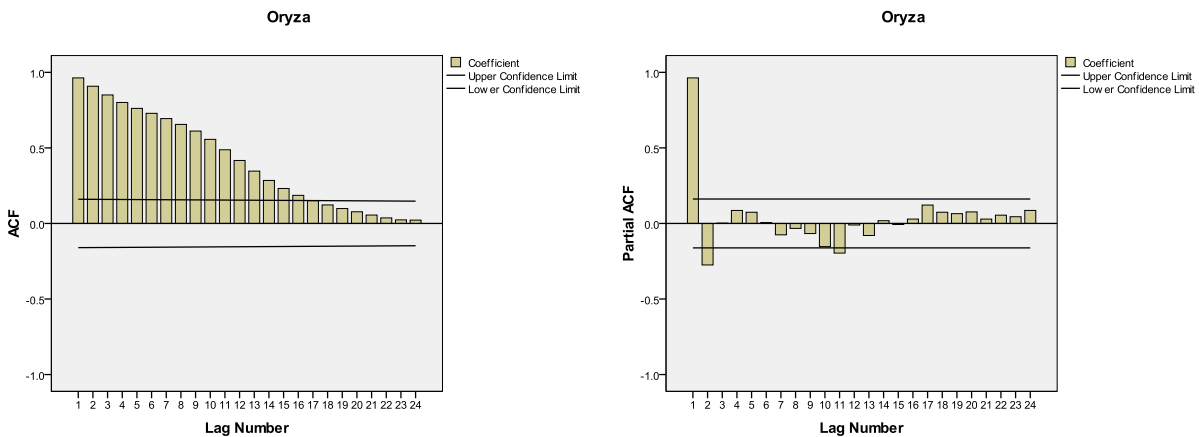 Oryza
1.0
0.5
0.0
-0.5
-1.0
ACF
1 2 3 4 5 6 7 8 9 10 11 12 13 14 15 16 17 18 19 20 21 22 23 24
Lag Number
Coefficient
Upper Confidence Limit
Lower Confidence Limit
Oryza
1.0
0.5
0.0
-0.5
-1.0
Partial ACF
1 2 3 4 5 6 7 8 9 10 11 12 13 14 15 16 17 18 19 20 21 22 23 24
Lag Number
Coefficient
Upper Confidence Limit
Lower Confidence Limit